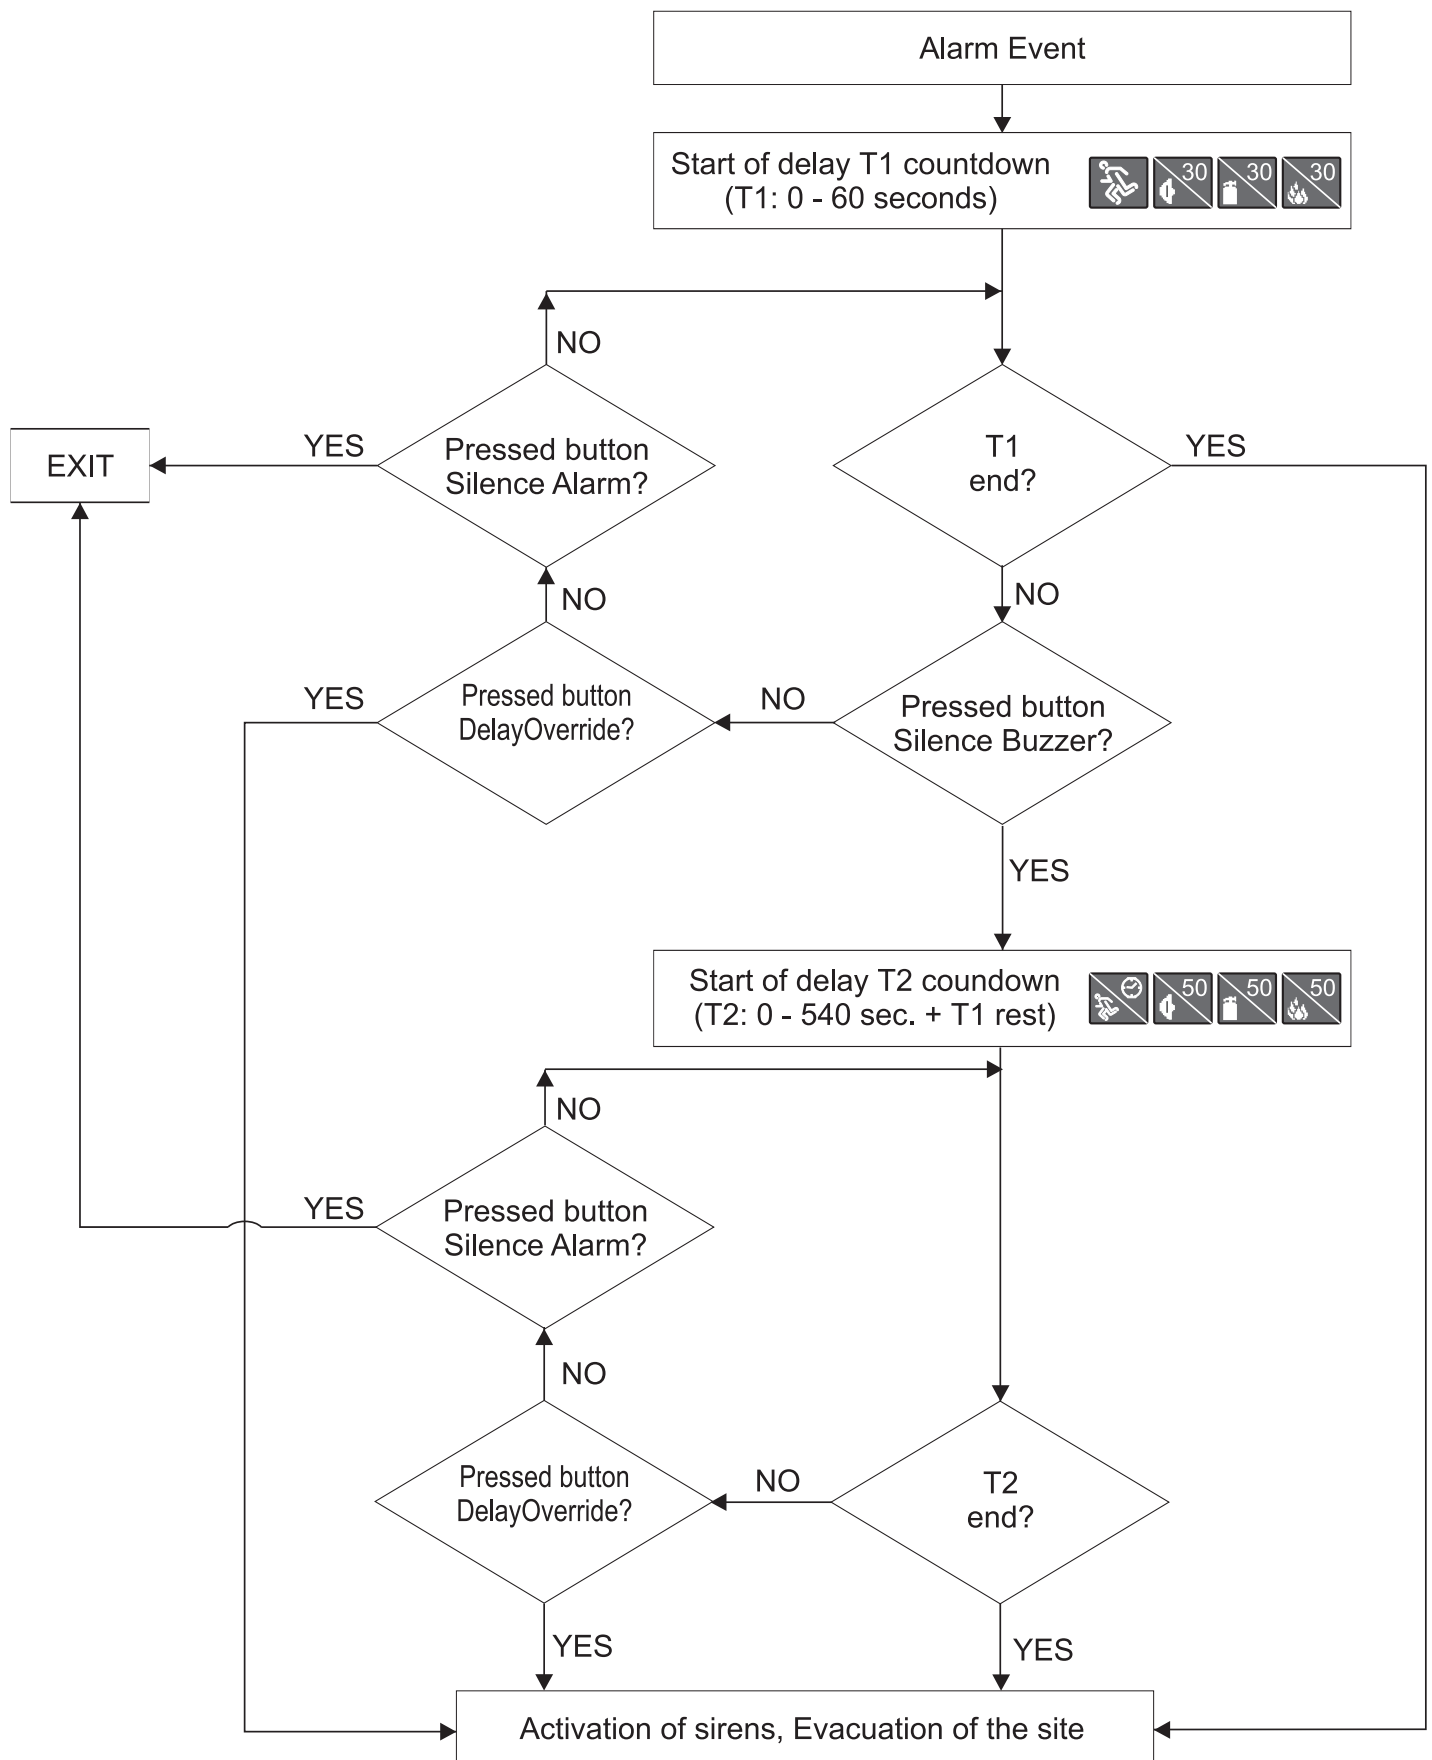 Alarm Event
Start of delay T1 countdown
(T1: 0 - 60 seconds)
30
30
30
NO
YES
Pressed button
Silence Alarm?
EXIT
T1
end?
YES
NO
NO
YES
Pressed button
DelayOverride?
NO
Pressed button
Silence Buzzer?
YES
Start of delay T2 coundown
(T2: 0 - 540 sec. + T1 rest)
50
50
50
NO
YES
Pressed button
Silence Alarm?
NO
Pressed button
DelayOverride?
NO
T2
end?
YES
YES
Activation of sirens, Evacuation of the site